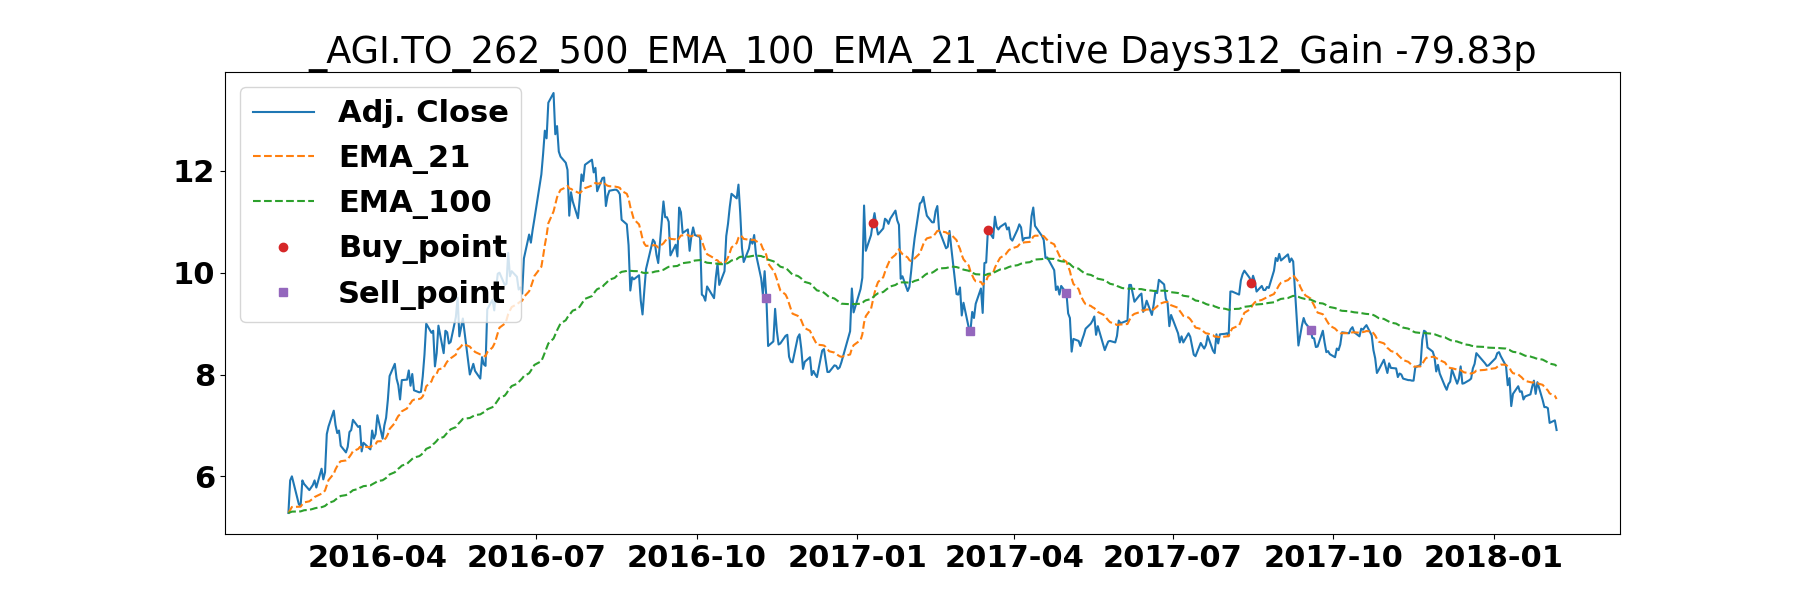 _AGI.TO_262_500_EMA_100_EMA_21_Active Days312_Gain -79.83p
Adj. Close
EMA_21
EMA_100
Buy_point
Sell_point
12
10
8
6
2016-04 2016-07 2016-10 2017-01 2017-04 2017-07 2017-10 2018-01